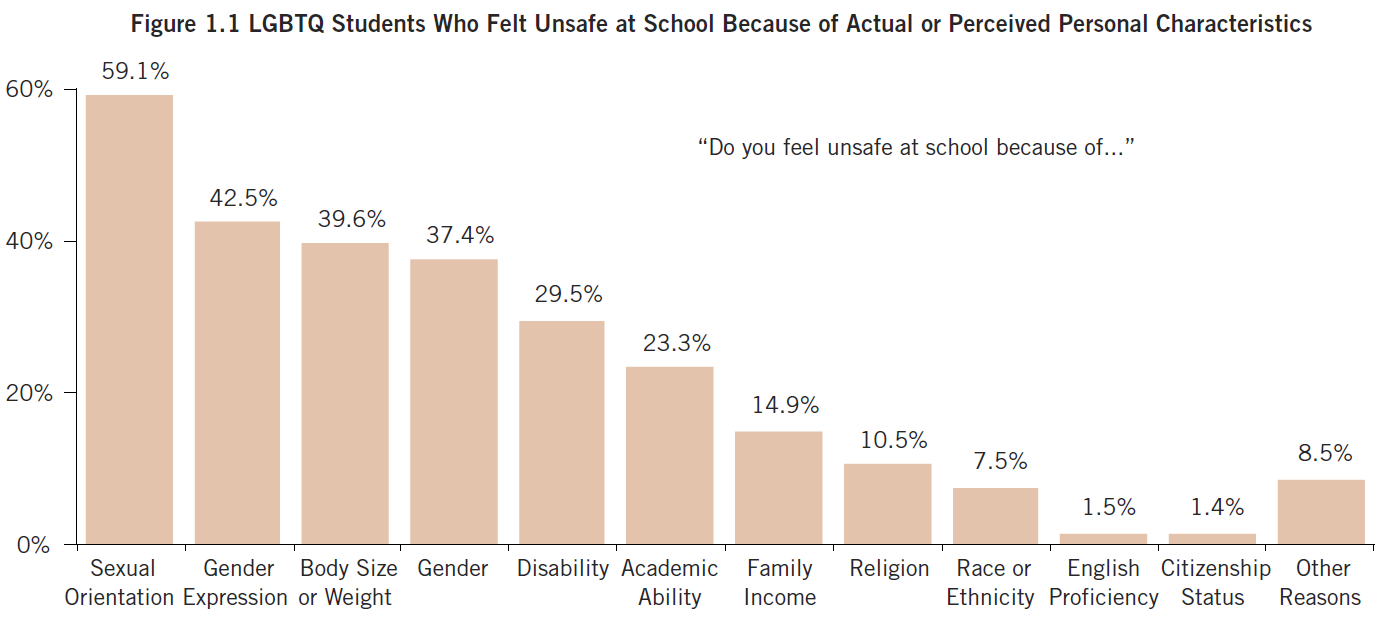 Figure 1.1 LGBTQ Students Who Felt Unsafe at School Because of Actual or Perceived Personal Characteristics
“Do you feel unsafe at school because of...”
60%
40%
20%
0%
59.1%
42.5%
39.6%
37.4%
29.5%
23.3%
14.9%
10.5%
7.5%
1.5%
1.4%
8.5%
Sexual
Orientation
Gender
Expression
Body Size
or Weight
Gender
Disability
Academic
Ability
Family
Income
Religion
Race or
Ethnicity
English
Proficiency
Citizenship
Status
Other
Reasons